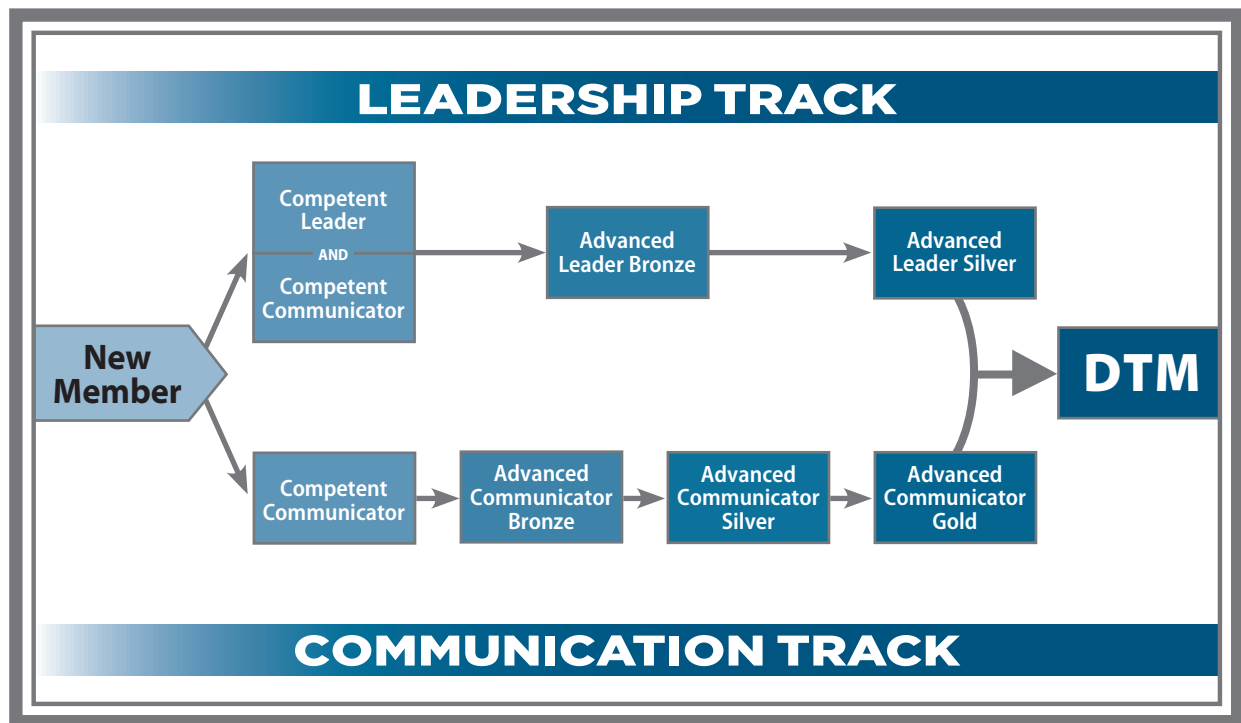 LEADERSHIP TRACK
Competent
Leader
AND
Competent
Communicator
Advanced
Leader Bronze
Advanced
Leader Silver
New
Member
DTM
Competent
Communicator
Advanced
Communicator
Bronze
Advanced
Communicator
Silver
Advanced
Communicator
Gold
COMMUNICATION TRACK